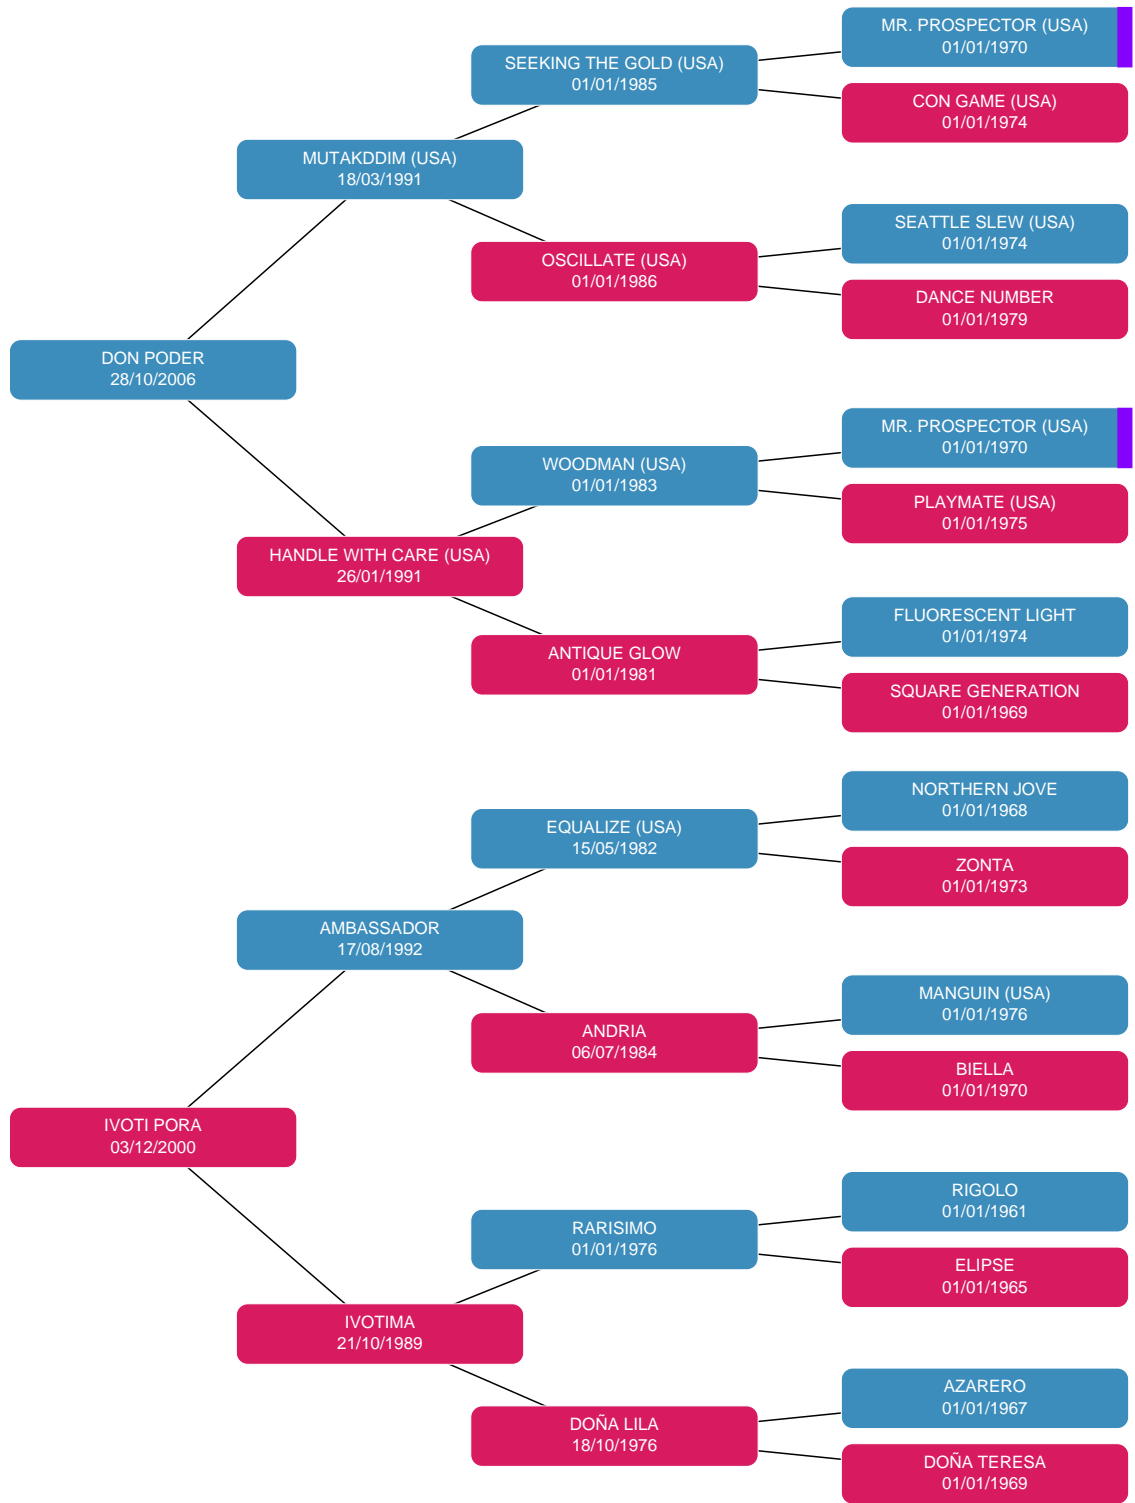 MR. PROSPECTOR (USA)
01/01/1970
SEEKING THE GOLD (USA)
01/01/1985
CON GAME (USA)
01/01/1974
MUTAKDDIM (USA)
18/03/1991
SEATTLE SLEW (USA)
01/01/1974
OSCILLATE (USA)
01/01/1986
DANCE NUMBER
01/01/1979
DON PODER
28/10/2006
MR. PROSPECTOR (USA)
01/01/1970
WOODMAN (USA)
01/01/1983
PLAYMATE (USA)
01/01/1975
HANDLE WITH CARE (USA)
26/01/1991
FLUORESCENT LIGHT
01/01/1974
ANTIQUE GLOW
01/01/1981
SQUARE GENERATION
01/01/1969
NORTHERN JOVE
01/01/1968
EQUALIZE (USA)
15/05/1982
ZONTA
01/01/1973
AMBASSADOR
17/08/1992
MANGUIN (USA)
01/01/1976
ANDRIA
06/07/1984
BIELLA
01/01/1970
IVOTI PORA
03/12/2000
RIGOLO
01/01/1961
RARISIMO
01/01/1976
ELIPSE
01/01/1965
IVOTIMA
21/10/1989
AZARERO
01/01/1967
DOÑA LILA
18/10/1976
DOÑA TERESA
01/01/1969